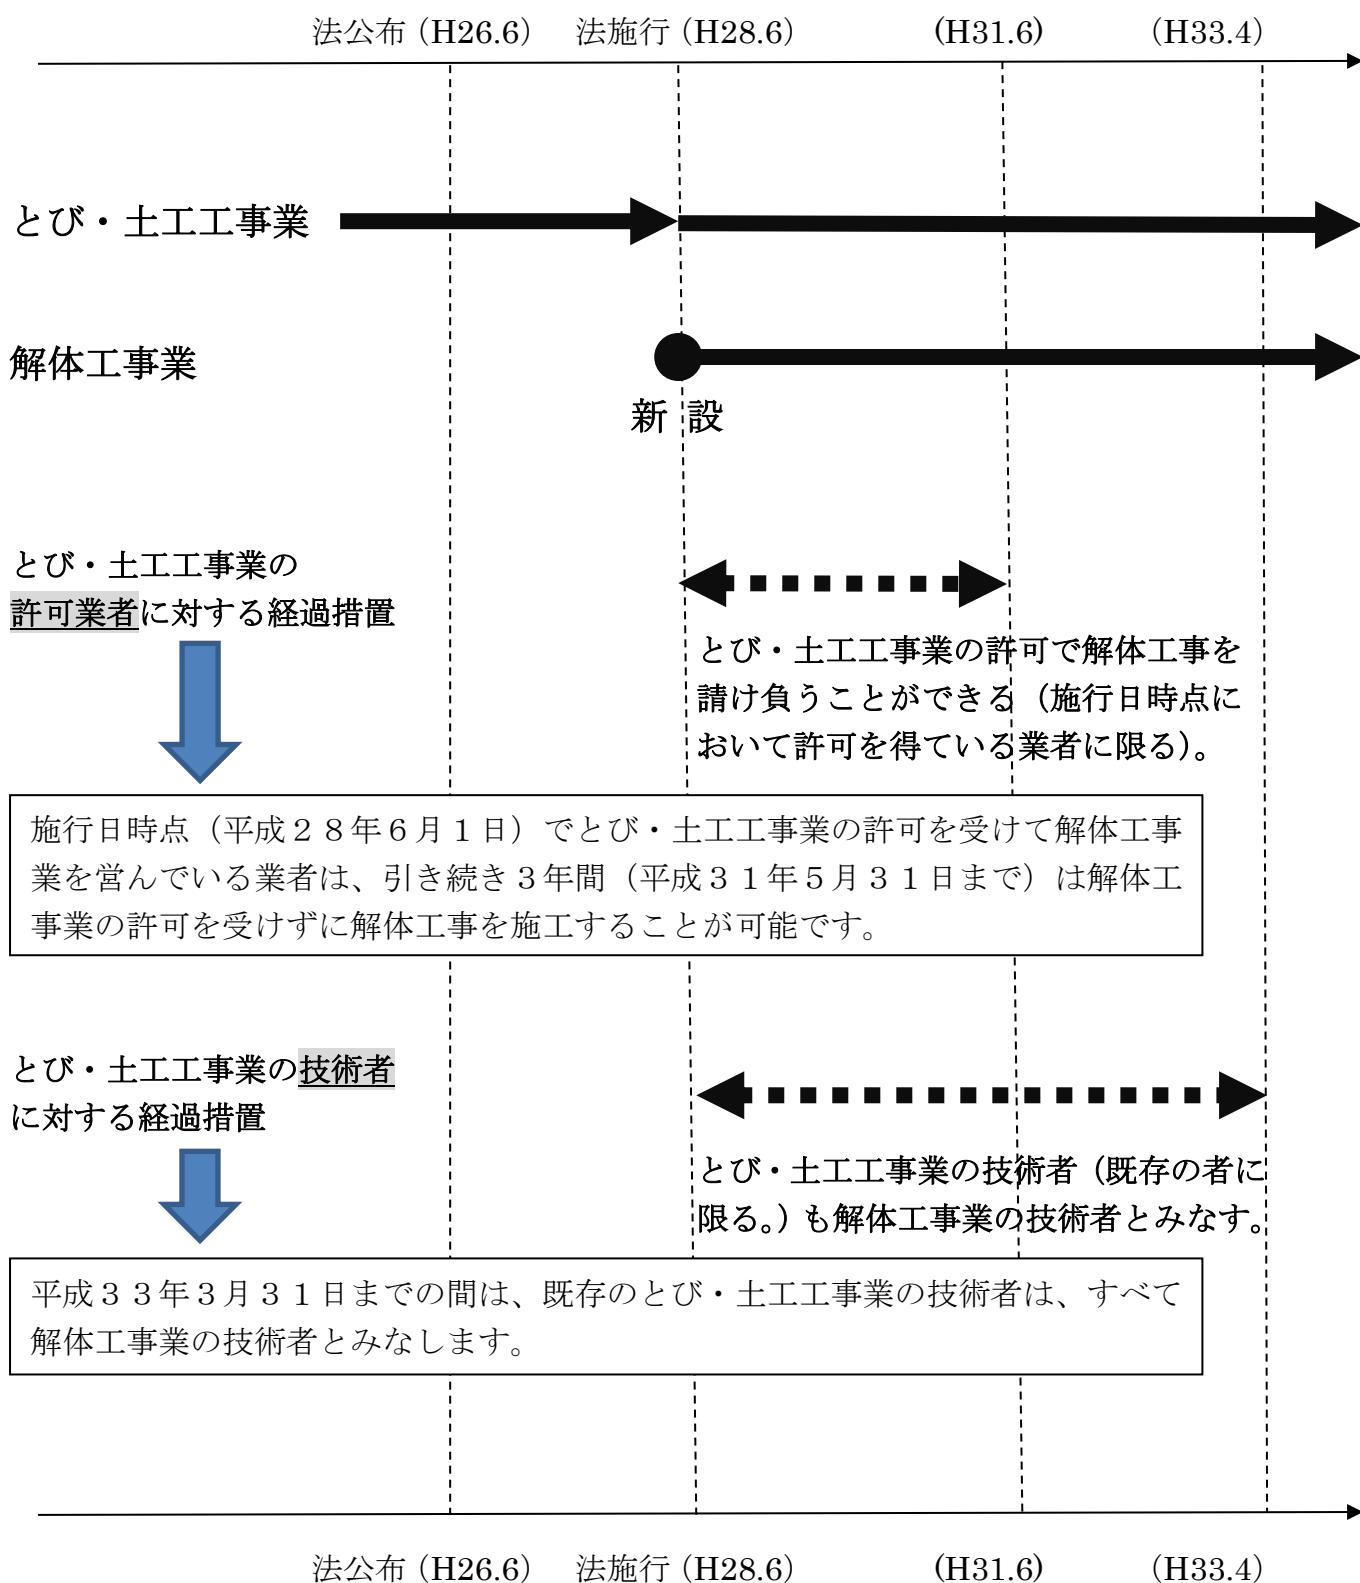 法公布（H26.6） 法施行（H28.6） (H31.6) （H33.4）
とび・土工工事業
解体工事業
新 設
とび・土工工事業の
許可業者に対する経過措置
とび・土工工事業の許可で解体工事を
請け負うことができる（施行日時点に
おいて許可を得ている業者に限る）。
施行日時点（平成２８年６月１日）でとび・土工工事業の許可を受けて解体工事
業を営んでいる業者は、引き続き３年間（平成３１年５月３１日まで）は解体工
事業の許可を受けずに解体工事を施工することが可能です。
とび・土工工事業の技術者
に対する経過措置
とび・土工工事業の技術者（既存の者に
限る。）も解体工事業の技術者とみなす。
平成３３年３月３１日までの間は、既存のとび・土工工事業の技術者は、すべて
解体工事業の技術者とみなします。
法公布（H26.6） 法施行（H28.6） (H31.6) （H33.4）